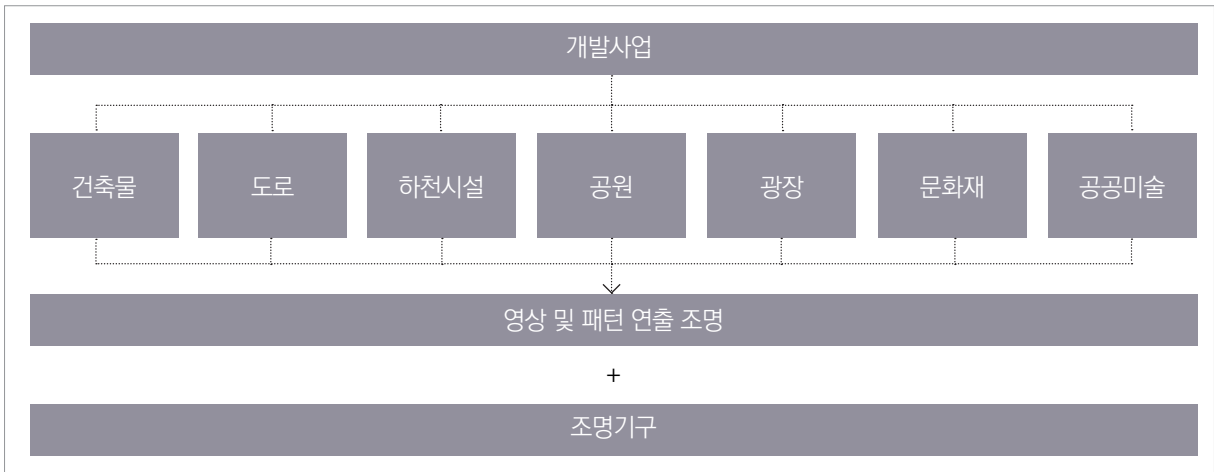 개발사업
건축물 도로 하천시설 공원 광장 문화재 공공미술
영상 및 패턴 연출 조명
+
조명기구